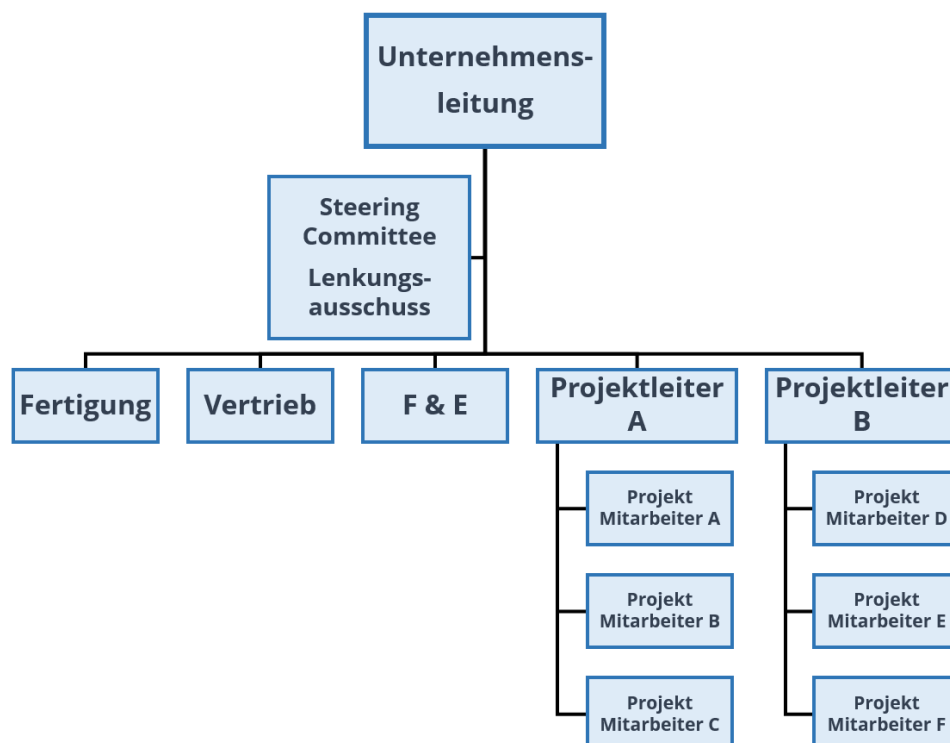 Unternehmens-
leitung
Steering
Committee
Lenkungs-
ausschuss
Fertigung
Vertrieb
F & E
Projektleiter
A
Projektleiter
B
Projekt
Mitarbeiter A
Projekt
Mitarbeiter B
Projekt
Mitarbeiter C
Projekt
Mitarbeiter D
Projekt
Mitarbeiter E
Projekt
Mitarbeiter F